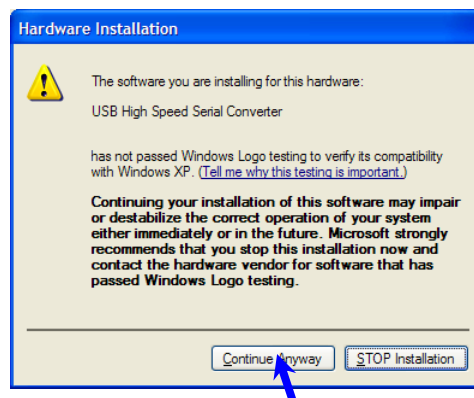 Hardware Installation
The software you are installing for this hardware:
USB High Speed Serial Converter
has not passed Windows Logo testing to verify its compatibility
with Windows XP. (Tell me why this testing is important.)
Continuing your installation of this software may impair
or destabilize the correct operation of your system
either immediately or in the future. Microsoft strongly
recommends that you stop this installation now and
contact the hardware vendor for software that has
passed Windows Logo testing.
Continue Anyway STOP Installation